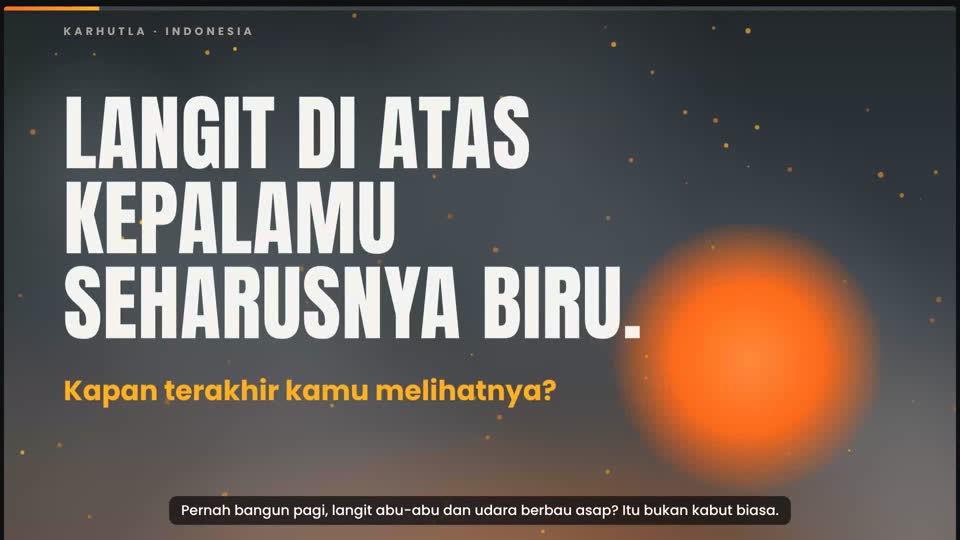 KARHUTLA · INDONESIA
LANGIT DI ATAS
KEPALAMU
SEHARUSNYA BIRU.
Kapan terakhir kamu melihatnya?
Pernah bangun pagi, langit abu-abu dan udara berbau asap? Itu bukan kabut biasa.